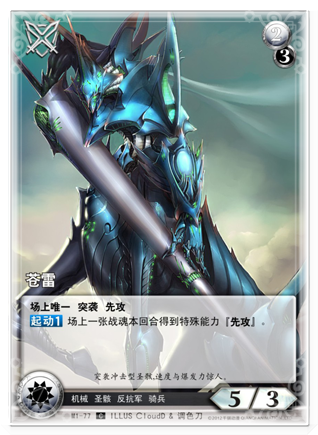 2
3
苍雷
场上唯一 突袭 先攻
起动1 场上一张战魂本回合得到特殊能力『先攻』。
突袭冲击型圣骸,速度与爆发力惊人。
机械 圣骸 反抗军 骑兵
5 / 3
ILLUS CloudD & 调色刀